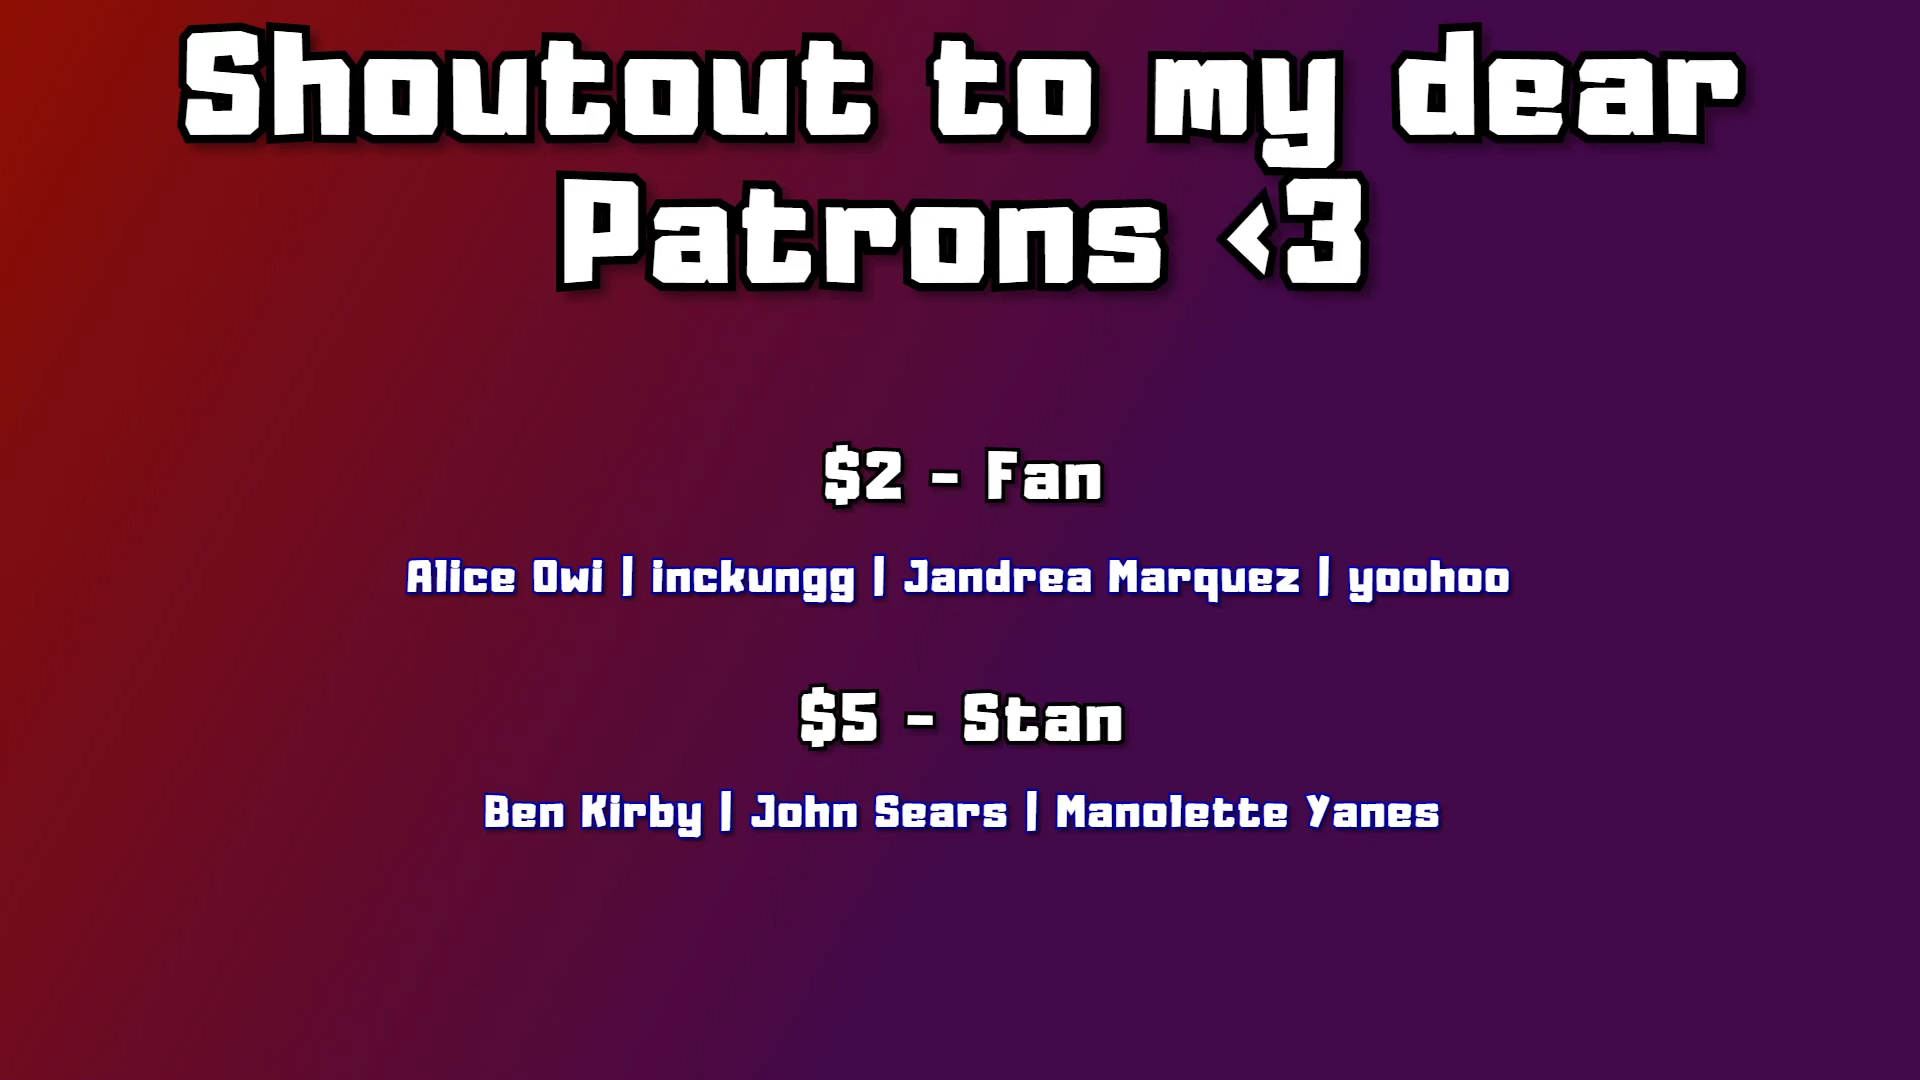 Shoutout to my dear
Patrons <3
$2 - Fan
Alice Owi | inckungg | Jandrea Marquez | yoohoo
$5 - Stan
Ben Kirby | John Sears | Manolette Yanes